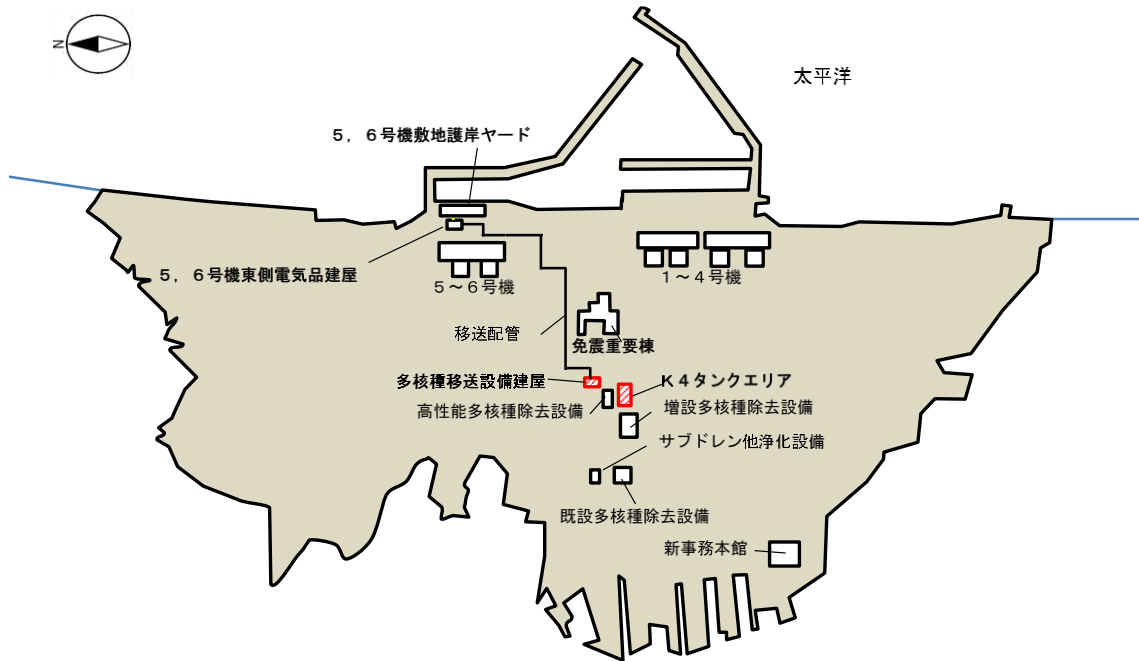 N
太平洋
５，６号機敷地護岸ヤード
５，６号機東側電気品建屋
５～６号機
１～４号機
移送配管
免震重要棟
多核種移送設備建屋
Ｋ４タンクエリア
高性能多核種除去設備
増設多核種除去設備
サブドレン他浄化設備
既設多核種除去設備
新事務本館